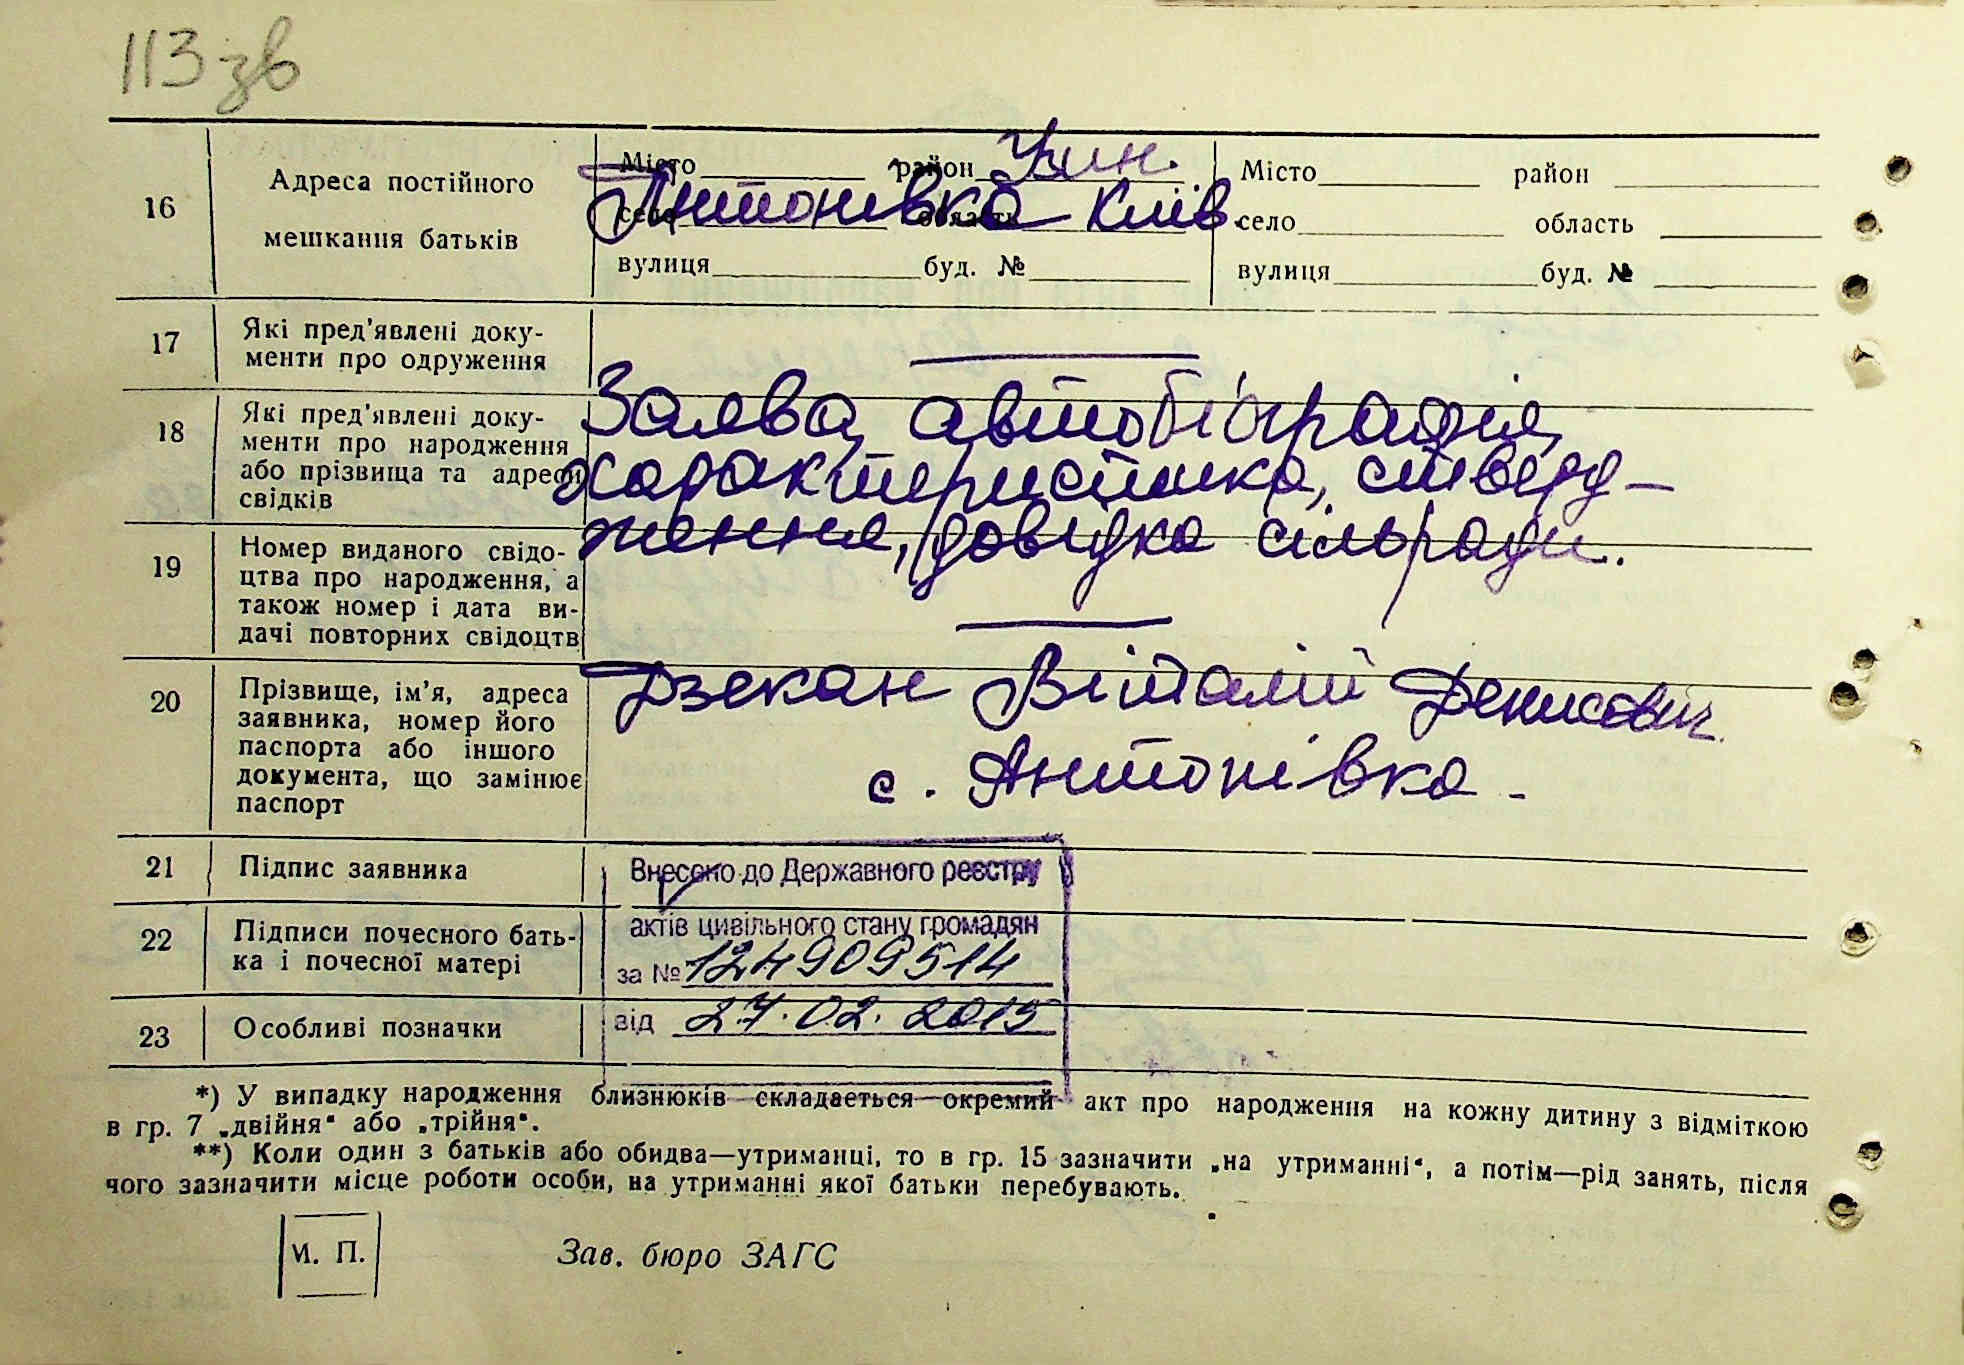 113 зв
16 Адреса постійного мешкання батьків
Місто район Місто район
Антонівка Київ.
село область село область
вулиця буд. № вулиця буд. №
17 Які пред'явлені доку-
менти про одруження
18 Які пред'явлені доку-
менти про народження
або прізвища та адреси
свідків
Заява, автобіографія,
характеристика, стверд-
ження, довідка сільради.
19 Номер виданого свідо-
цтва про народження, а
також номер і дата ви-
дачі повторних свідоцтв
20 Прізвище, ім'я, адреса
заявника, номер його
паспорта або іншого
документа, що замінює
паспорт
Дзекан Віталій Денисович.
с. Антонівка -
21 Підпис заявника
Внесено до Державного реєстру
22 Підписи почесного бать-
ка і почесної матері
актів цивільного стану громадян
за № 124909514
23 Особливі позначки
від 27.02.2015
*) У випадку народження близнюків складається окремий акт про народження на кожну дитину з відміткою
в гр. 7 „двійня" або „трійня".
**) Коли один з батьків або обидва—утриманці, то в гр. 15 зазначити „на утриманні", а потім—рід занять, після
чого зазначити місце роботи особи, на утриманні якої батьки перебувають.
М. П. Зав. бюро ЗАГС